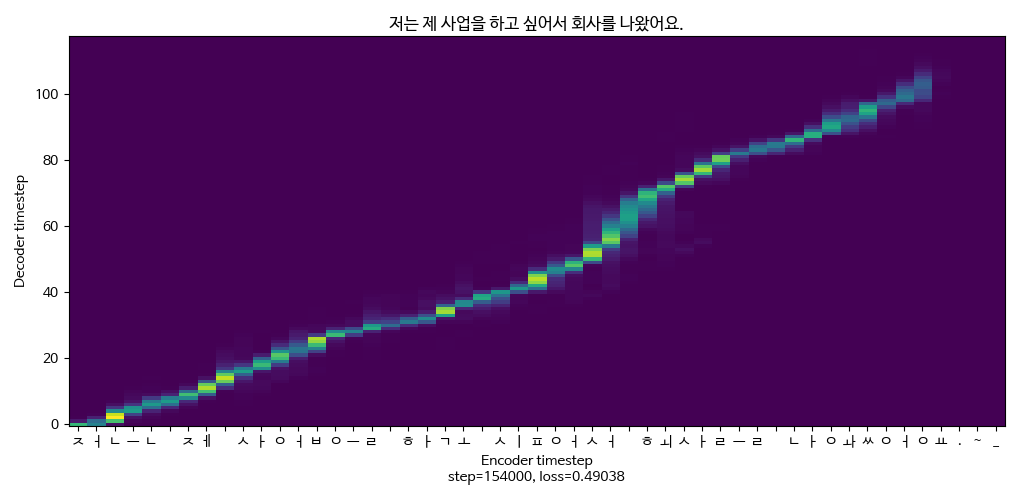 저는 제 사업을 하고 싶어서 회사를 나왔어요.
Decoder timestep
100
80
60
40
20
0
ㅈ ㅓ ㄴ ㅡ ㄴ ㅈ ㅔ ㅅ ㅏ ㅇ ㅓ ㅂ ㅇ ㅡ ㄹ ㅎ ㅏ ㄱ ㅗ ㅅ ㅣ ㅍ ㅇ ㅓ ㅅ ㅓ ㅎ ㅚ ㅅ ㅏ ㄹ ㅡ ㄹ ㄴ ㅏ ㅇ ㅘ ㅆ ㅇ ㅓ ㅇ ㅛ . ~ _
Encoder timestep
step=154000, loss=0.49038